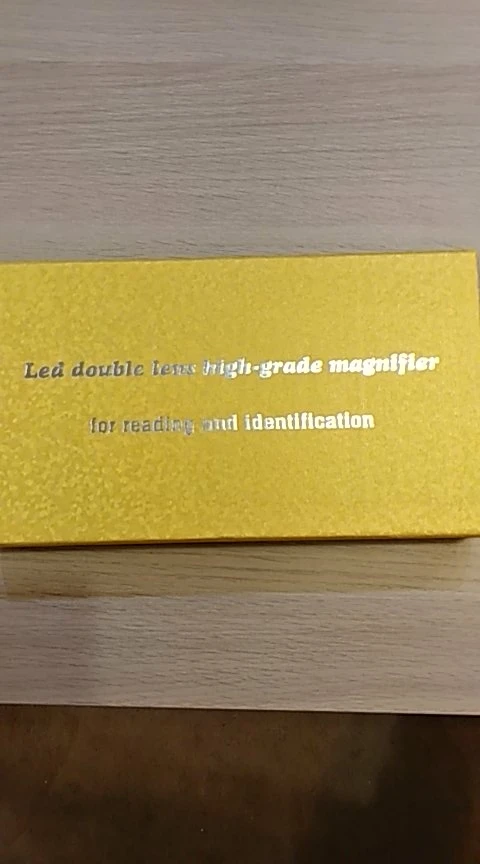 Led double lens high-grade magnifier
for reading and identification